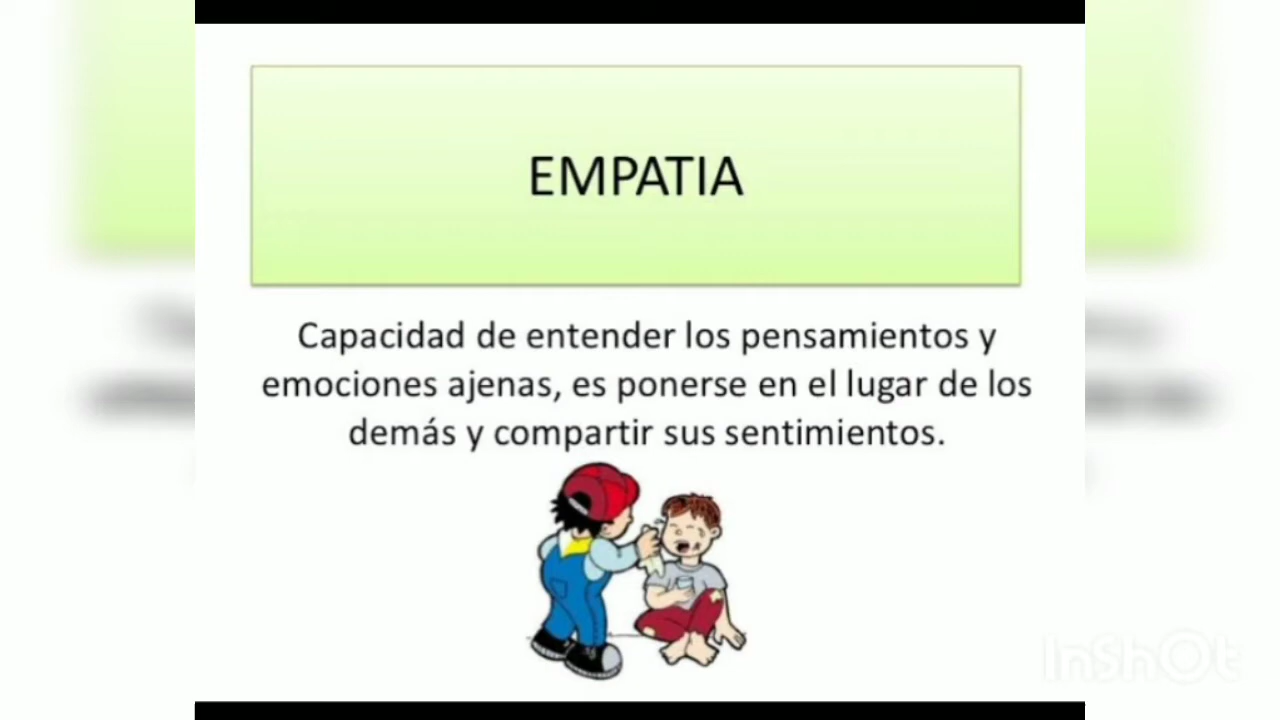 EMPATIA
Capacidad de entender los pensamientos y
emociones ajenas, es ponerse en el lugar de los
demás y compartir sus sentimientos.
InShOt